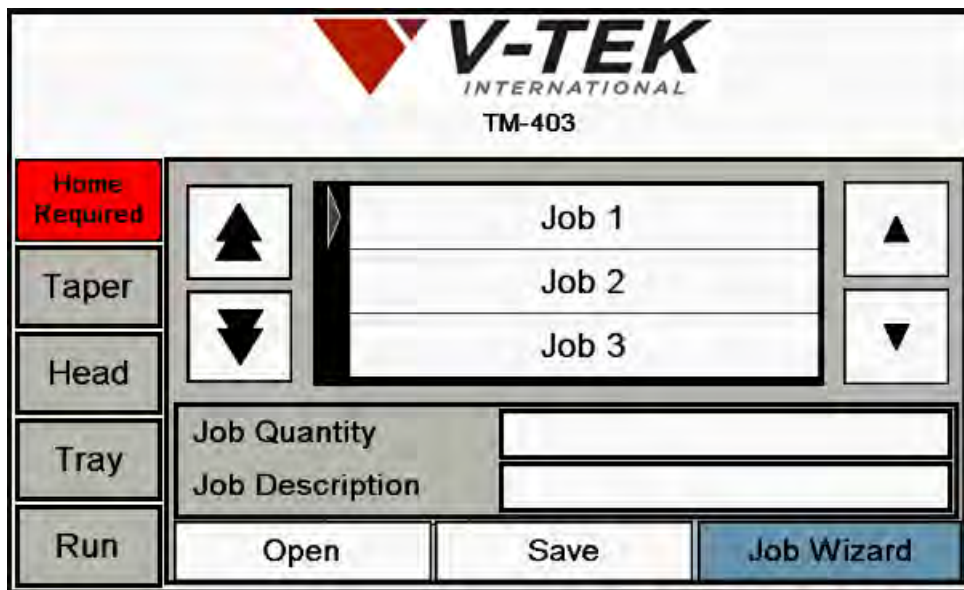 V-TEK
INTERNATIONAL
TM-403
Home
Required
Taper
Head
Tray
Run
Job 1
Job 2
Job 3
Job Quantity
Job Description
Open
Save
Job Wizard